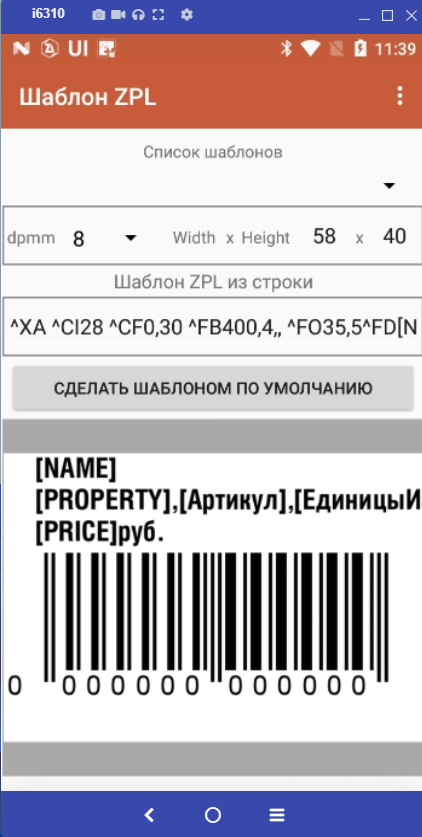 i6310
UI 11:39
Шаблон ZPL
Список шаблонов
dpmm 8 Width x Height 58 x 40
Шаблон ZPL из строки
^XA ^CI28 ^CF0,30 ^FB400,4,, ^FO35,5^FD[N
СДЕЛАТЬ ШАБЛОНОМ ПО УМОЛЧАНИЮ
[NAME]
[PROPERTY],[Артикул],[ЕдиницыИ
[PRICE]руб.
0 000000 000000